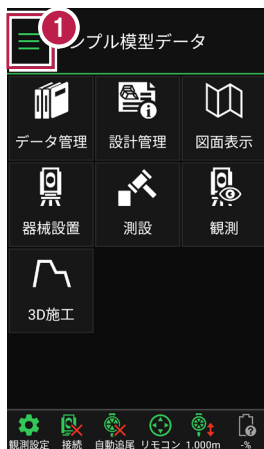 1
ンプル模型データ
データ管理 設計管理 図面表示
器械設置 測設 観測
3D施工
観測設定 接続 自動追尾 リモコン 1.000m -%